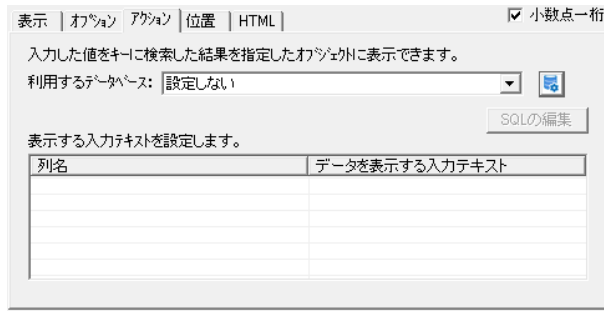 表示 オプション アクション 位置 HTML 小数点一桁
入力した値をキーに検索した結果を指定したオブジェクトに表示できます。
利用するデータベース: 設定しない
SQLの編集
表示する入力テキストを設定します。
列名 データを表示する入力テキスト